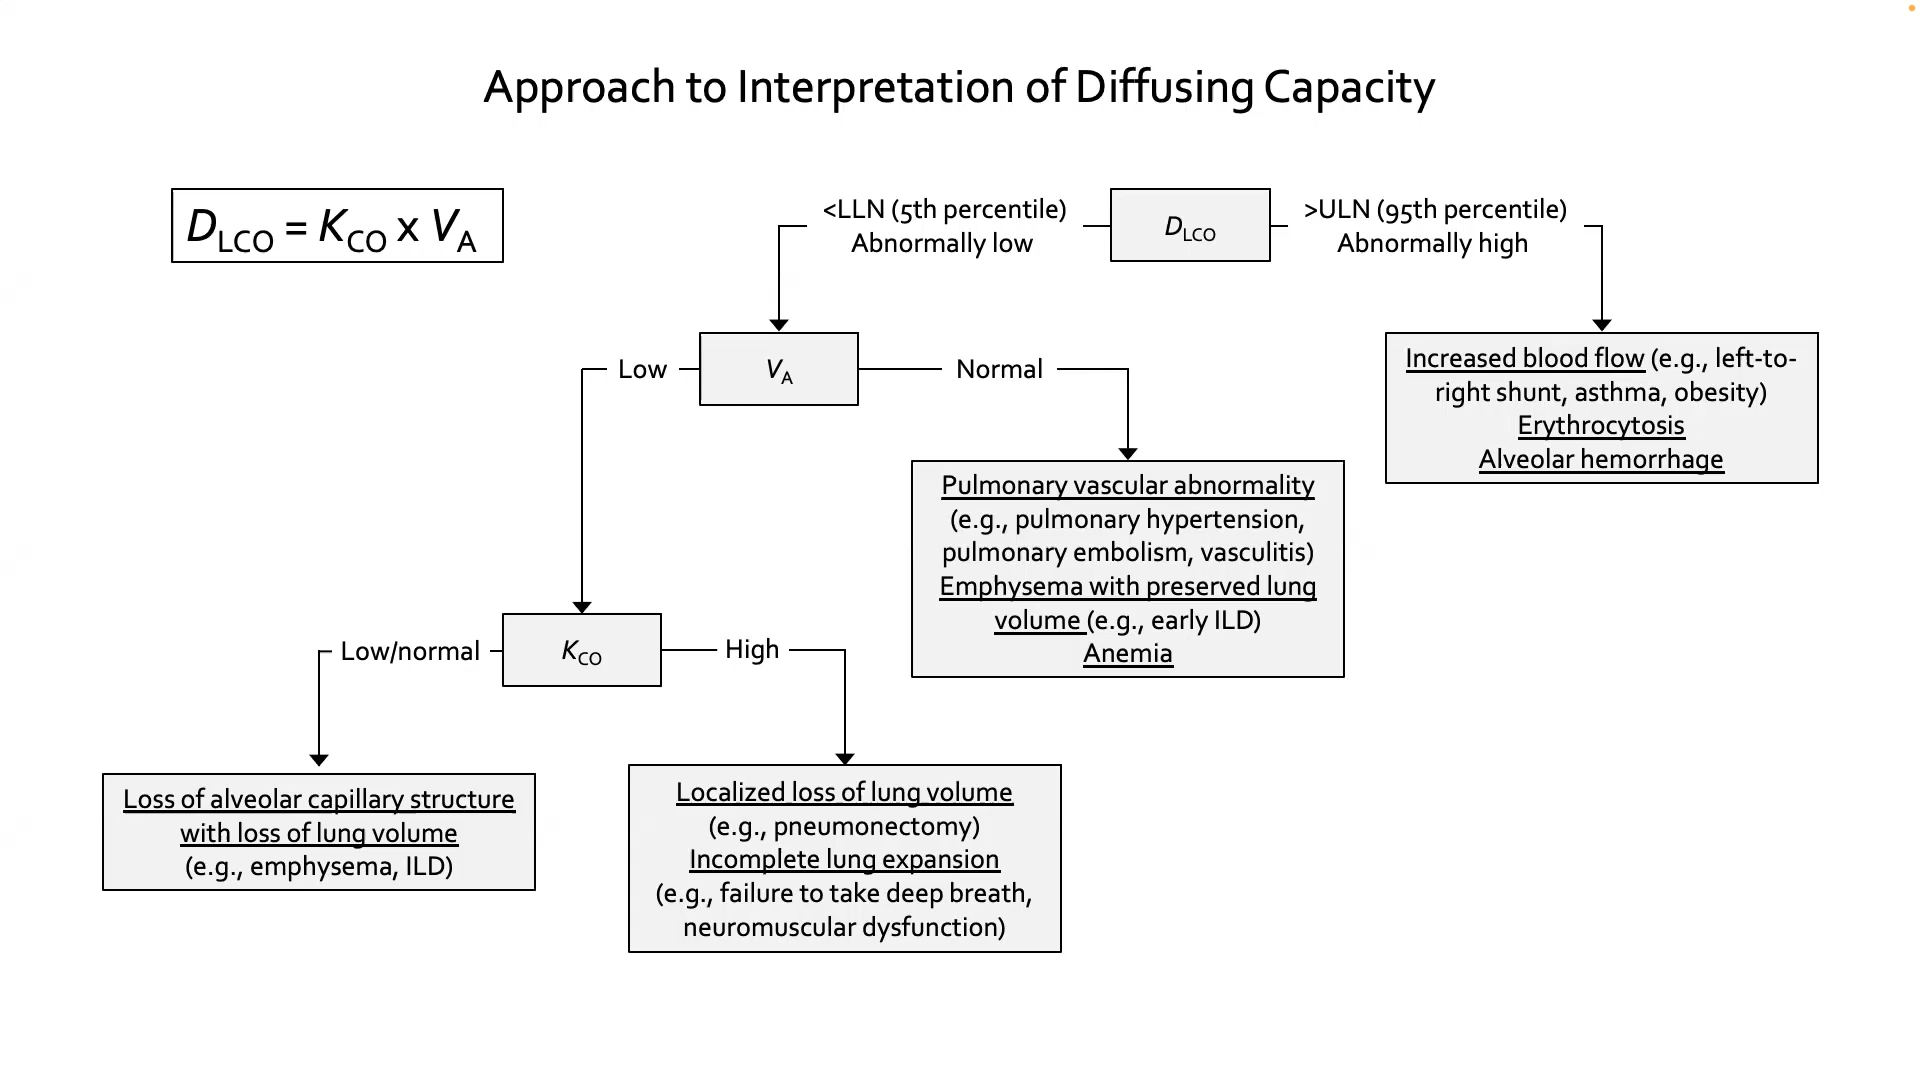 Approach to Interpretation of Diffusing Capacity
DLCO = KCO x VA
<LLN (5th percentile)
Abnormally low
DLCO
>ULN (95th percentile)
Abnormally high
Low
VA
Normal
Increased blood flow (e.g., left-to-
right shunt, asthma, obesity)
Erythrocytosis
Alveolar hemorrhage
Pulmonary vascular abnormality
(e.g., pulmonary hypertension,
pulmonary embolism, vasculitis)
Emphysema with preserved lung
volume (e.g., early ILD)
Anemia
Low/normal
KCO
High
Loss of alveolar capillary structure
with loss of lung volume
(e.g., emphysema, ILD)
Localized loss of lung volume
(e.g., pneumonectomy)
Incomplete lung expansion
(e.g., failure to take deep breath,
neuromuscular dysfunction)